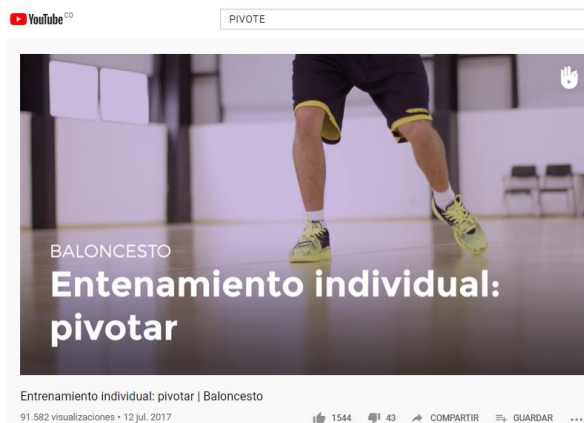 YouTube CO
PIVOTE
BALONCESTO
Entenamiento individual:
pivotar
Entrenamiento individual: pivotar | Baloncesto
91.582 visualizaciones • 12 jul. 2017 1544 43 COMPARTIR GUARDAR ...